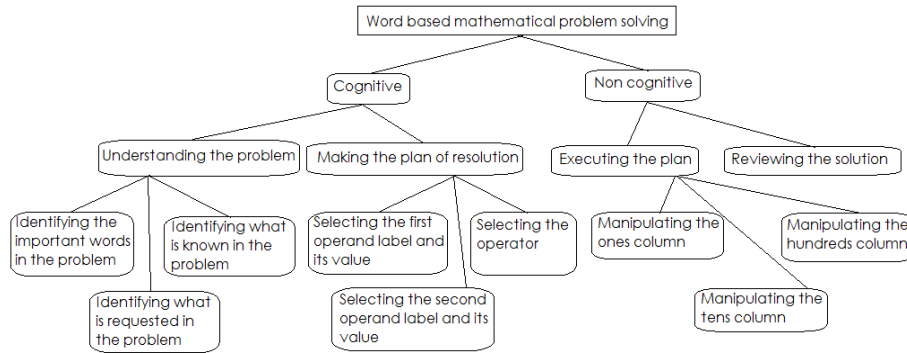 Word based mathematical problem solving
Cognitive
Non cognitive
Understanding the problem
Making the plan of resolution
Executing the plan
Reviewing the solution
Identifying the
important words
in the problem
Identifying what
is requested in
the problem
Identifying what
is known in the
problem
Selecting the first
operand label and
its value
Selecting the second
operand label and its
value
Selecting the
operator
Manipulating the
ones column
Manipulating the
tens column
Manipulating the
hundreds column